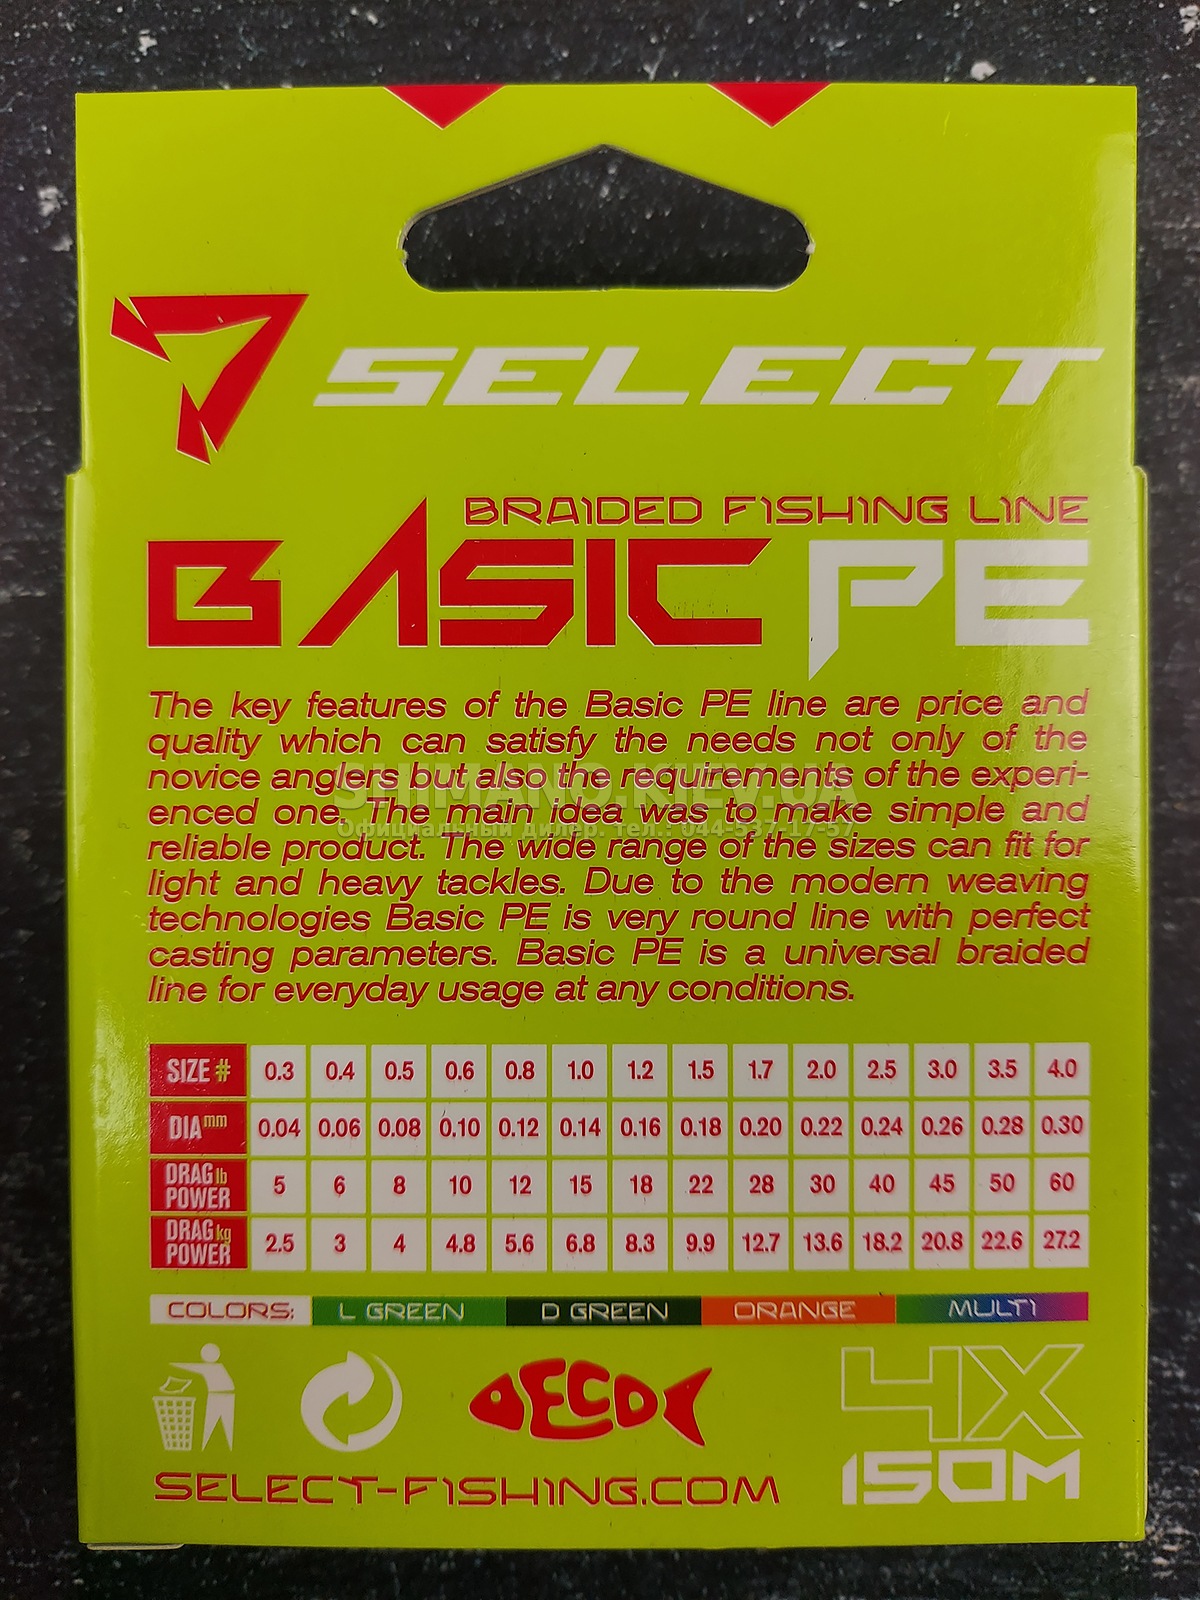 SELECT
BRAIDED FISHING LINE
BASIC PE
The key features of the Basic PE line are price and
quality which can satisfy the needs not only of the
novice anglers but also the requirements of the experi-
enced one. The main idea was to make simple and
reliable product. The wide range of the sizes can fit for
light and heavy tackles. Due to the modern weaving
technologies Basic PE is very round line with perfect
casting parameters. Basic PE is a universal braided
line for everyday usage at any conditions.
SHIMANO.KIEV.UA
Официальный дилер. тел.: 044-537-17-57
SIZE # 0.3 0.4 0.5 0.6 0.8 1.0 1.2 1.5 1.7 2.0 2.5 3.0 3.5 4.0
DIA mm 0.04 0.06 0.08 0.10 0.12 0.14 0.16 0.18 0.20 0.22 0.24 0.26 0.28 0.30
DRAG lb POWER 5 6 8 10 12 15 18 22 28 30 40 45 50 60
DRAG kg POWER 2.5 3 4 4.8 5.6 6.8 8.3 9.9 12.7 13.6 18.2 20.8 22.6 27.2
COLORS: L GREEN D GREEN ORANGE MULTI
ECO
4X
150M
SELECT-FISHING.COM